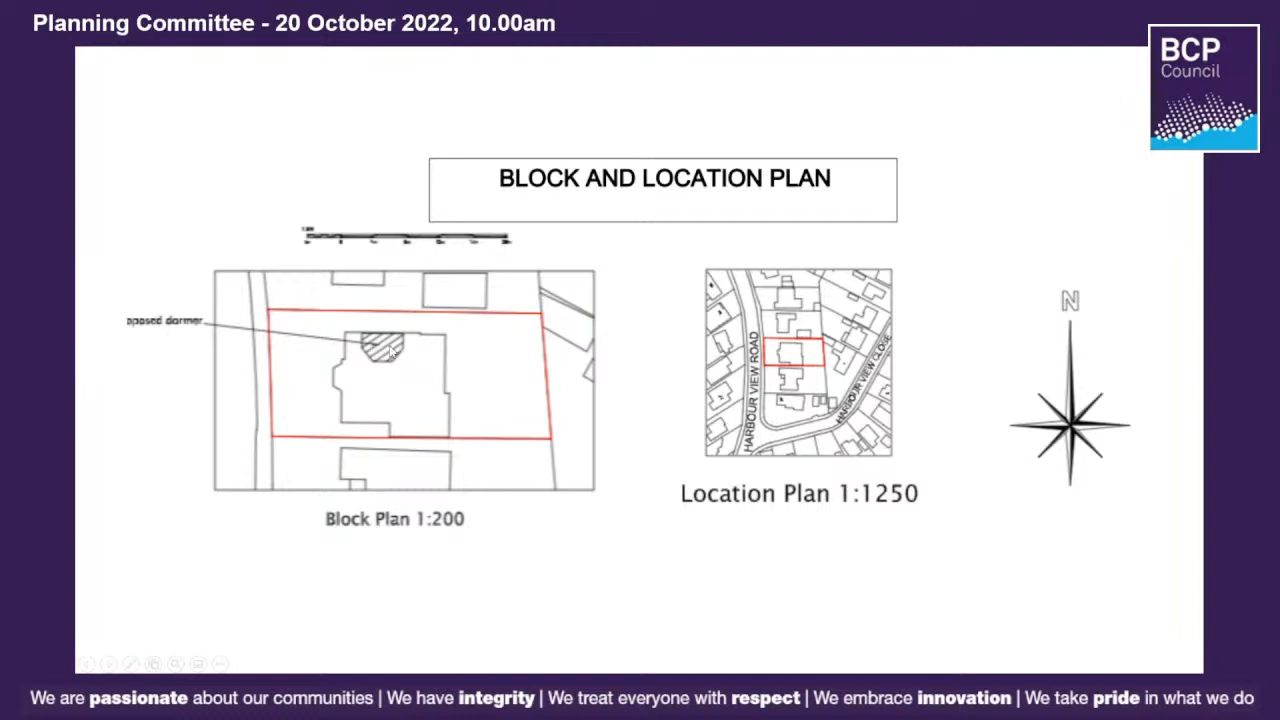 Planning Committee - 20 October 2022, 10.00am
BCP
Council
BLOCK AND LOCATION PLAN
oposed dormer
HARBOUR VIEW ROAD
HARBOUR VIEW CLOSE
N
Block Plan 1:200
Location Plan 1:1250
We are passionate about our communities | We have integrity | We treat everyone with respect | We embrace innovation | We take pride in what we do